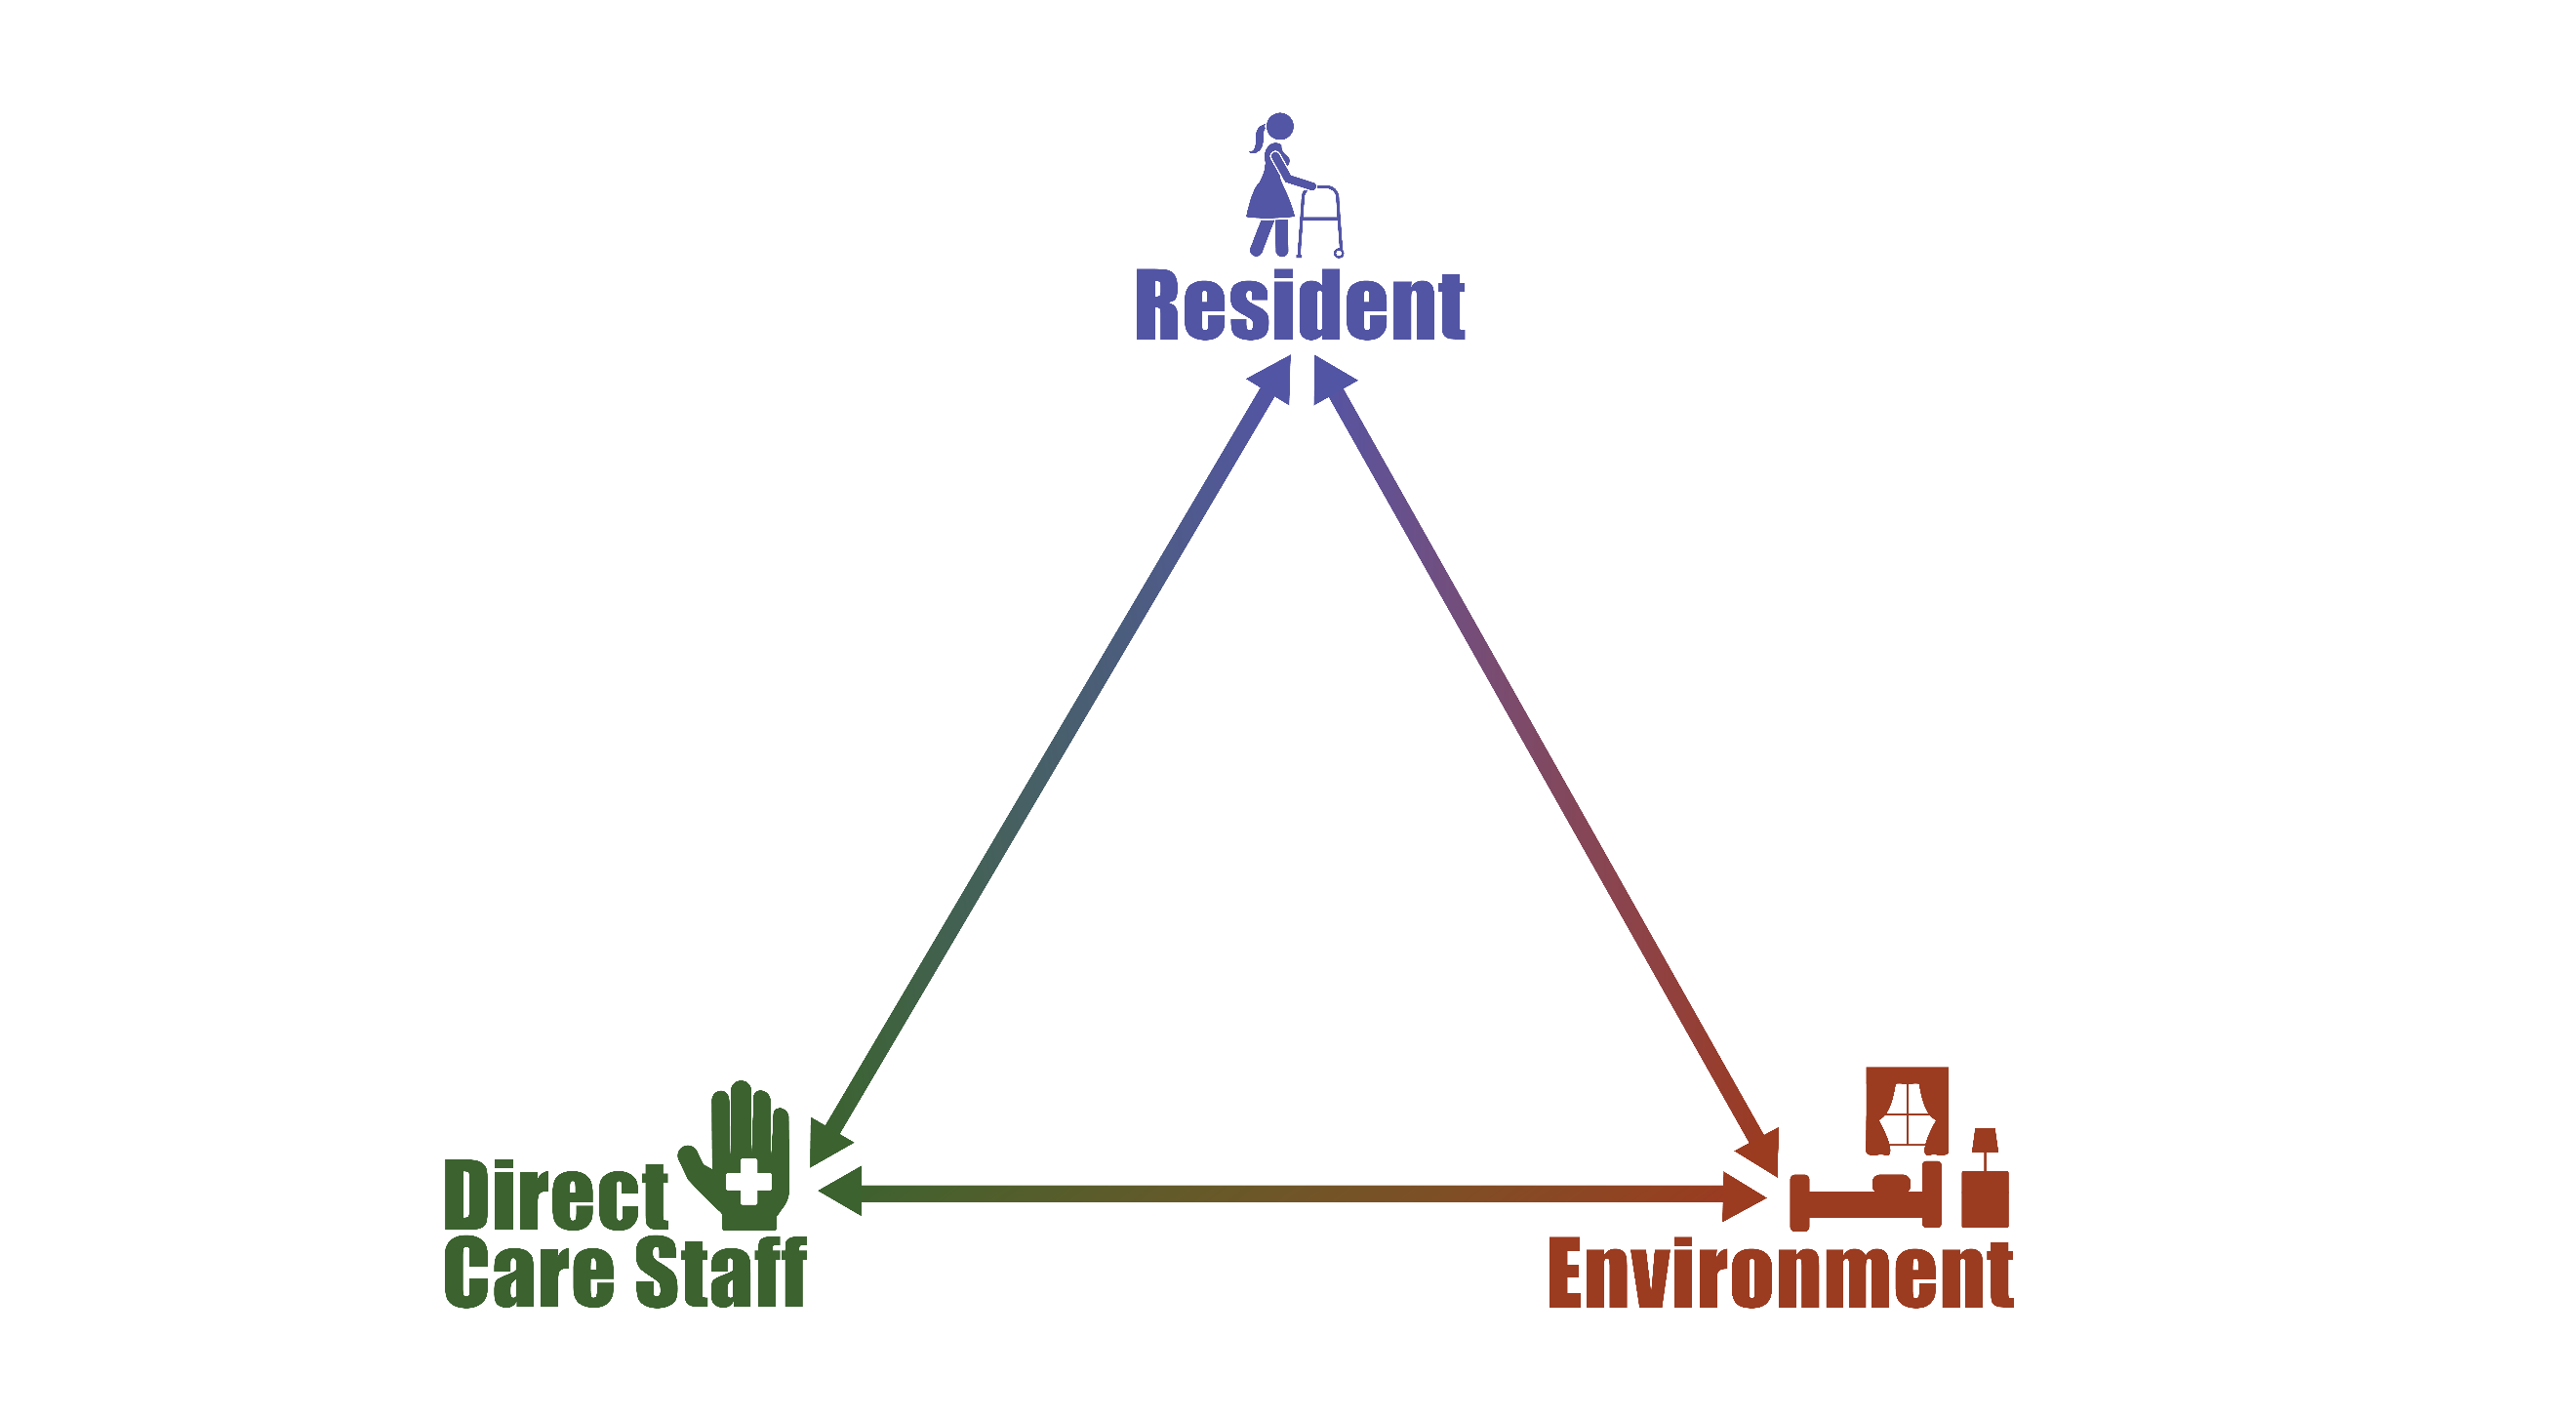 Resident
Direct
Care Staff
Environment